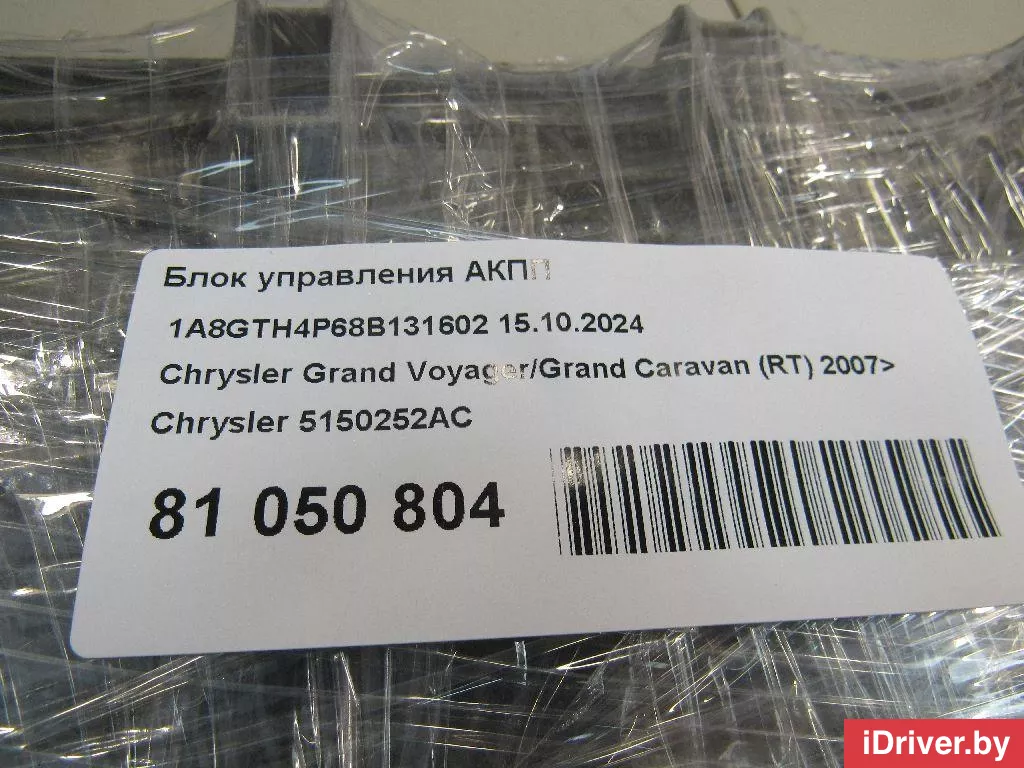 Блок управления АКПП
1A8GTH4P68B131602 15.10.2024
Chrysler Grand Voyager/Grand Caravan (RT) 2007>
Chrysler 5150252AC
81 050 804
iDriver.by